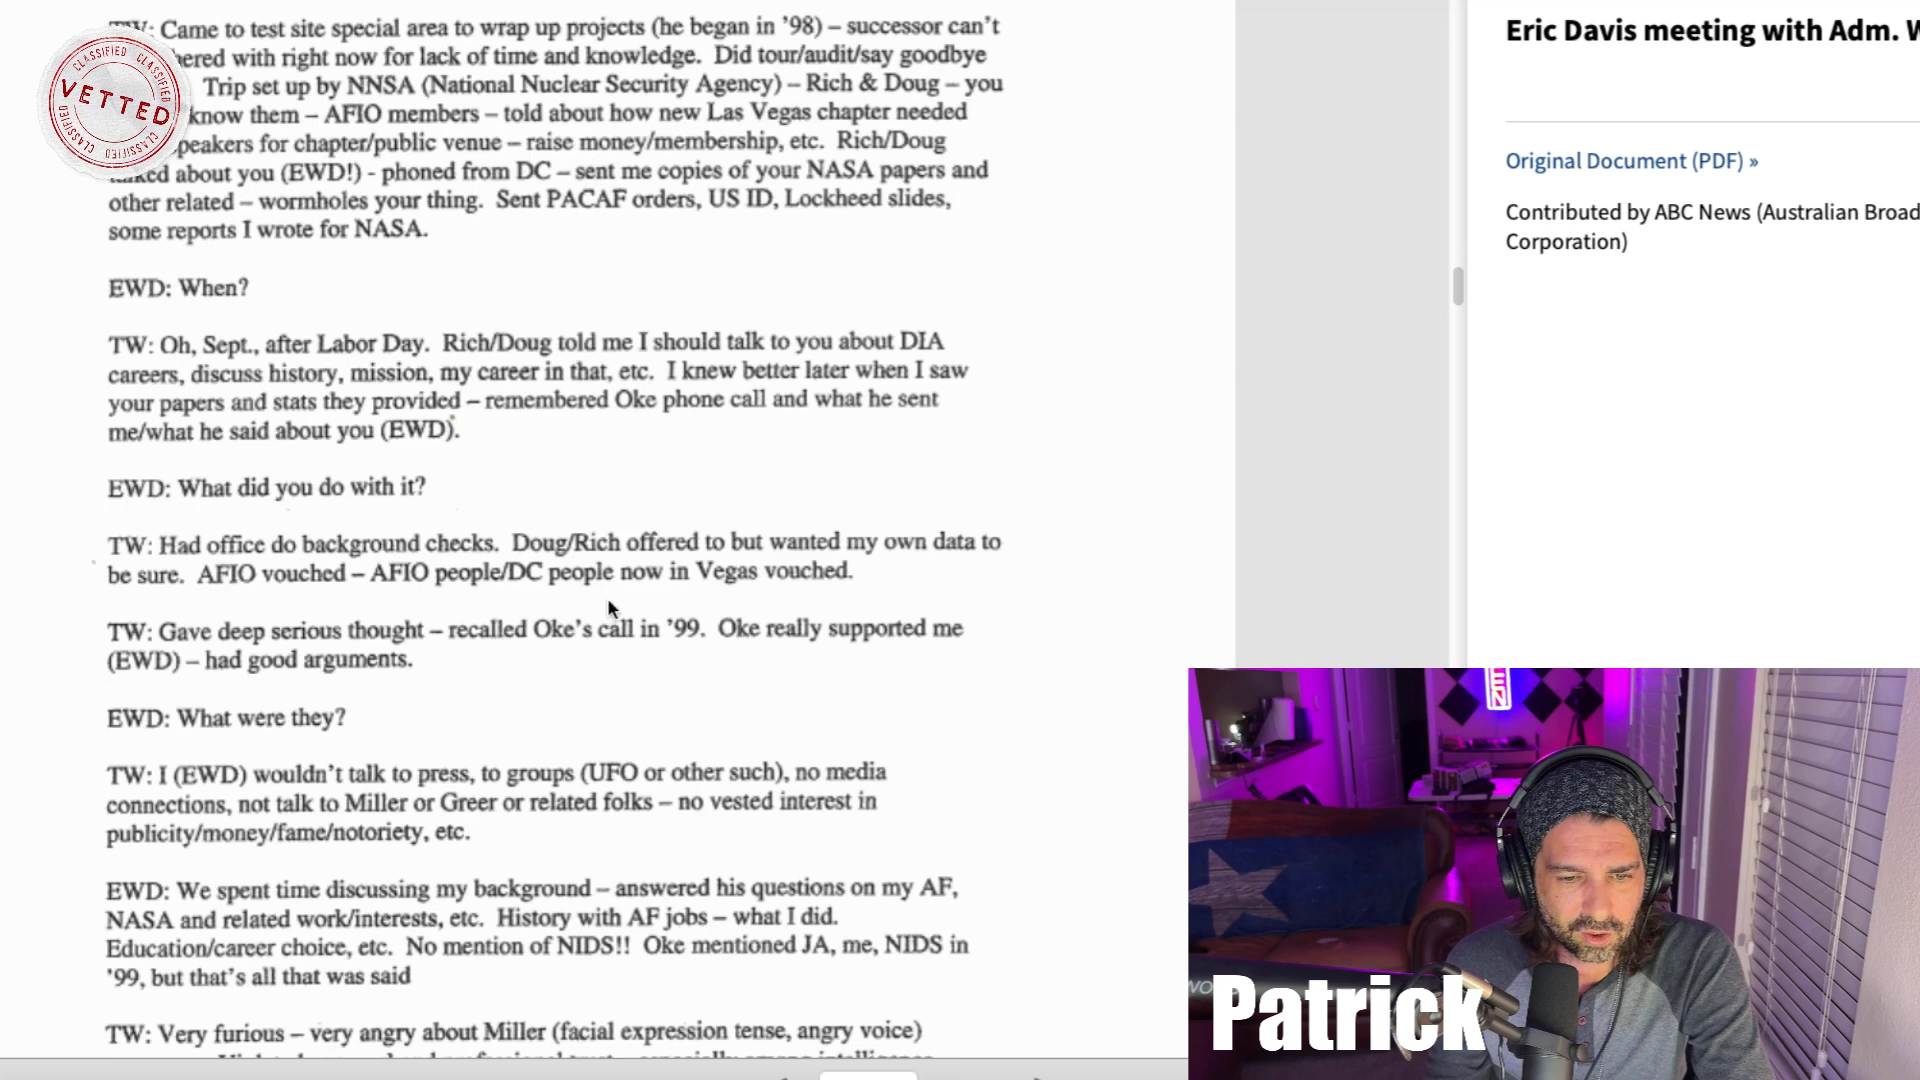 TW: Came to test site special area to wrap up projects (he began in ’98) – successor can’t
ered with right now for lack of time and knowledge. Did tour/audit/say goodbye
Trip set up by NNSA (National Nuclear Security Agency) – Rich & Doug – you
know them – AFIO members – told about how new Las Vegas chapter needed
speakers for chapter/public venue – raise money/membership, etc. Rich/Doug
talked about you (EWD!) - phoned from DC – sent me copies of your NASA papers and
other related – wormholes your thing. Sent PACAF orders, US ID, Lockheed slides,
some reports I wrote for NASA.
EWD: When?
TW: Oh, Sept., after Labor Day. Rich/Doug told me I should talk to you about DIA
careers, discuss history, mission, my career in that, etc. I knew better later when I saw
your papers and stats they provided – remembered Oke phone call and what he sent
me/what he said about you (EWD).
EWD: What did you do with it?
TW: Had office do background checks. Doug/Rich offered to but wanted my own data to
be sure. AFIO vouched – AFIO people/DC people now in Vegas vouched.
TW: Gave deep serious thought – recalled Oke’s call in ’99. Oke really supported me
(EWD) – had good arguments.
EWD: What were they?
TW: I (EWD) wouldn’t talk to press, to groups (UFO or other such), no media
connections, not talk to Miller or Greer or related folks – no vested interest in
publicity/money/fame/notoriety, etc.
EWD: We spent time discussing my background – answered his questions on my AF,
NASA and related work/interests, etc. History with AF jobs – what I did.
Education/career choice, etc. No mention of NIDS!! Oke mentioned JA, me, NIDS in
’99, but that’s all that was said
TW: Very furious – very angry about Miller (facial expression tense, angry voice)
CLASSIFIED CLASSIFIED
VETTED
CLASSIFIED CLASSIFIED
Eric Davis meeting with Adm. W
Original Document (PDF) »
Contributed by ABC News (Australian Broad
Corporation)
Patrick